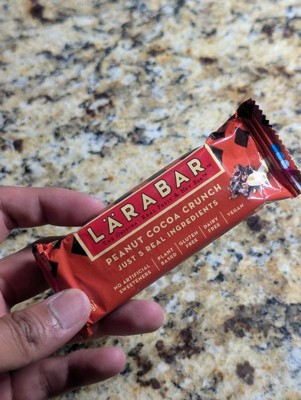 LÄRABAR
PEANUT COCOA CRUNCH
JUST 5 REAL INGREDIENTS
NO ARTIFICIAL SWEETENERS
PLANT BASED
GLUTEN FREE
DAIRY FREE
VEGAN